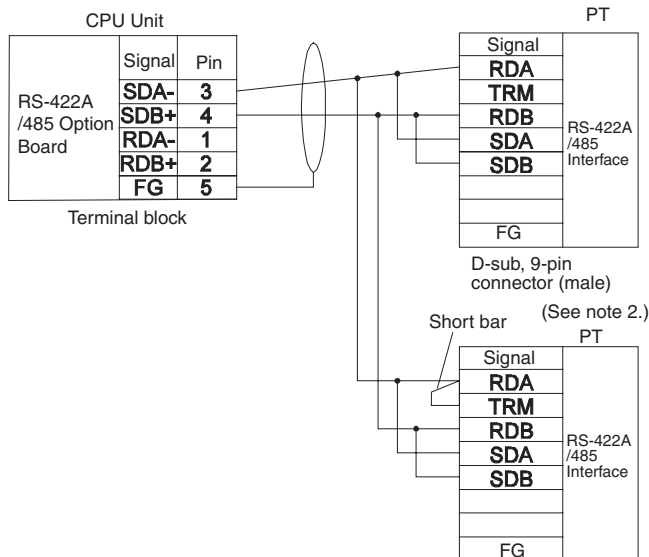 CPU Unit
RS-422A
/485 Option
Board
Signal Pin
SDA- 3
SDB+ 4
RDA- 1
RDB+ 2
FG 5
Terminal block
PT
Signal
RDA
TRM
RDB
SDA
SDB
FG
RS-422A
/485
Interface
D-sub, 9-pin
connector (male)
(See note 2.)
Short bar
PT
Signal
RDA
TRM
RDB
SDA
SDB
FG
RS-422A
/485
Interface